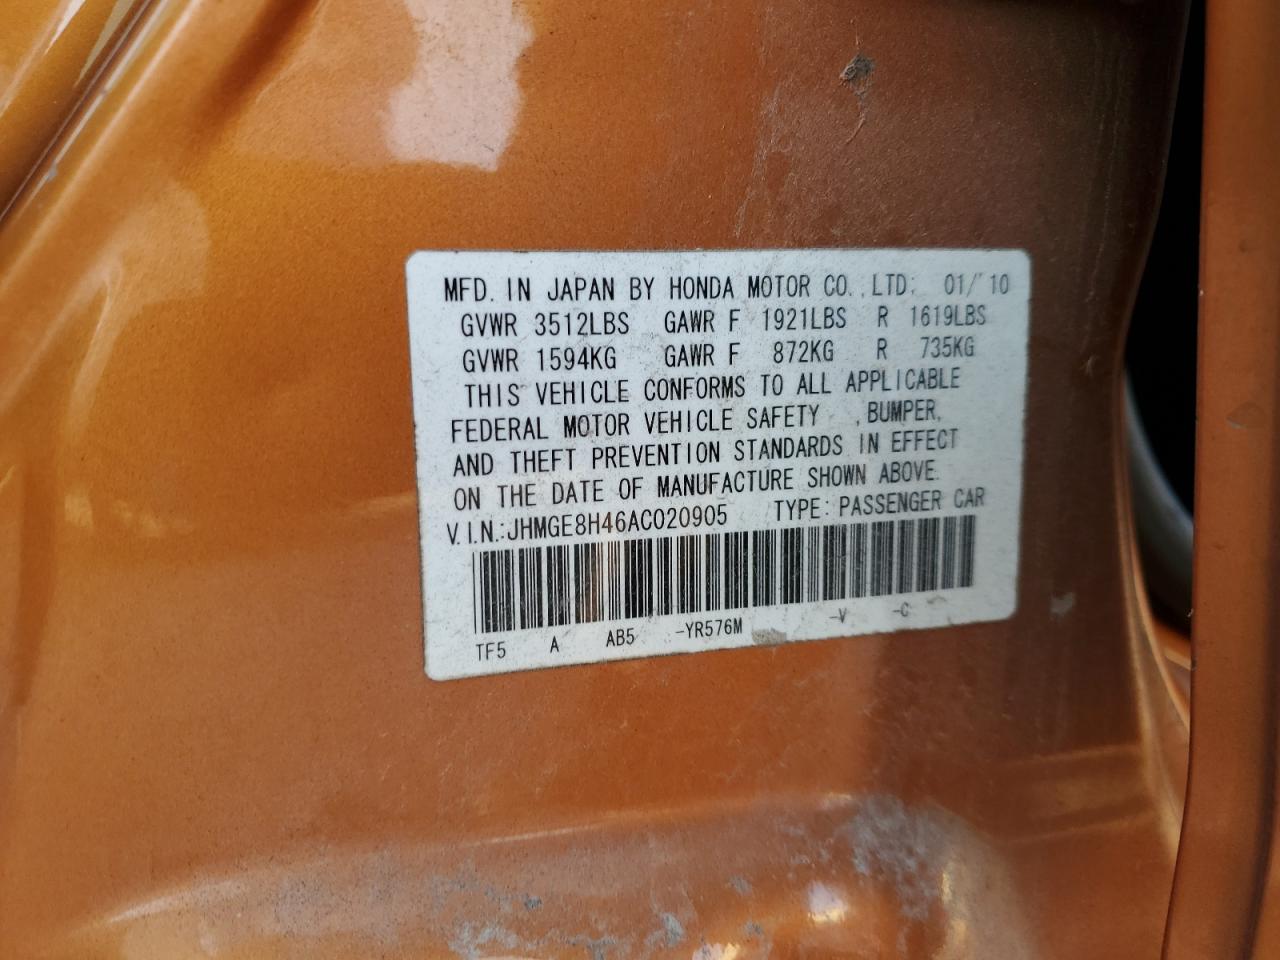 MFD. IN JAPAN BY HONDA MOTOR CO., LTD. 01/'10
GVWR 3512LBS GAWR F 1921LBS R 1619LBS
GVWR 1594KG GAWR F 872KG R 735KG
THIS VEHICLE CONFORMS TO ALL APPLICABLE
FEDERAL MOTOR VEHICLE SAFETY , BUMPER,
AND THEFT PREVENTION STANDARDS IN EFFECT
ON THE DATE OF MANUFACTURE SHOWN ABOVE.
V.I.N.:JHMGE8H46AC020905 TYPE: PASSENGER CAR
TF5 A AB5 -YR576M -V -C